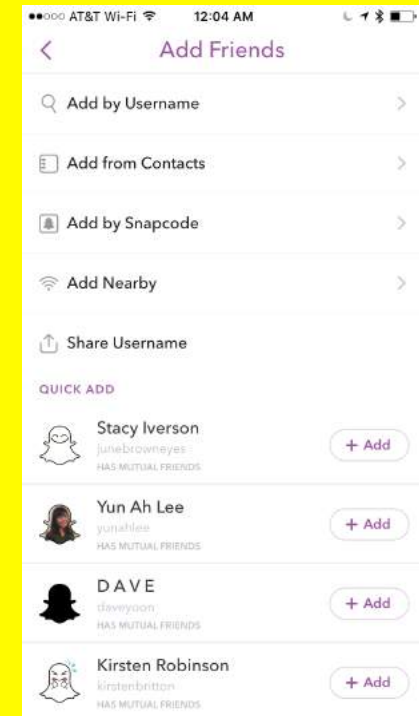 AT&T Wi-Fi 12:04 AM
Add Friends
Add by Username
Add from Contacts
Add by Snapcode
Add Nearby
Share Username
QUICK ADD
Stacy Iverson
junebrowneyes
HAS MUTUAL FRIENDS
+ Add
Yun Ah Lee
yunahlee
HAS MUTUAL FRIENDS
+ Add
D A V E
daveyoon
HAS MUTUAL FRIENDS
+ Add
Kirsten Robinson
kirstenbritton
HAS MUTUAL FRIENDS
+ Add